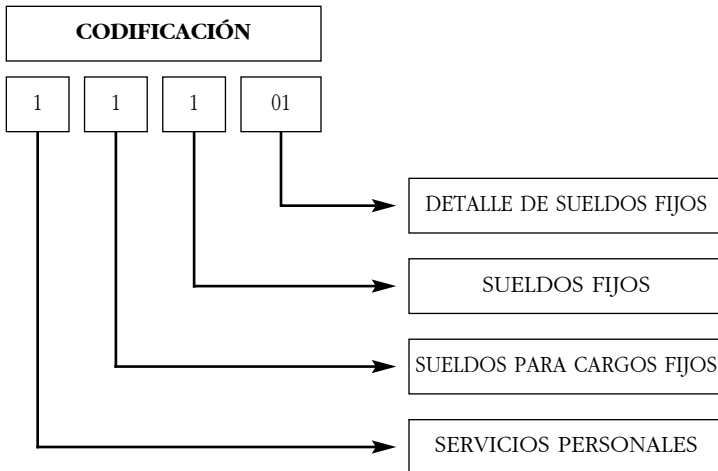 CODIFICACIÓN
1 1 1 01
DETALLE DE SUELDOS FIJOS
SUELDOS FIJOS
SUELDOS PARA CARGOS FIJOS
SERVICIOS PERSONALES